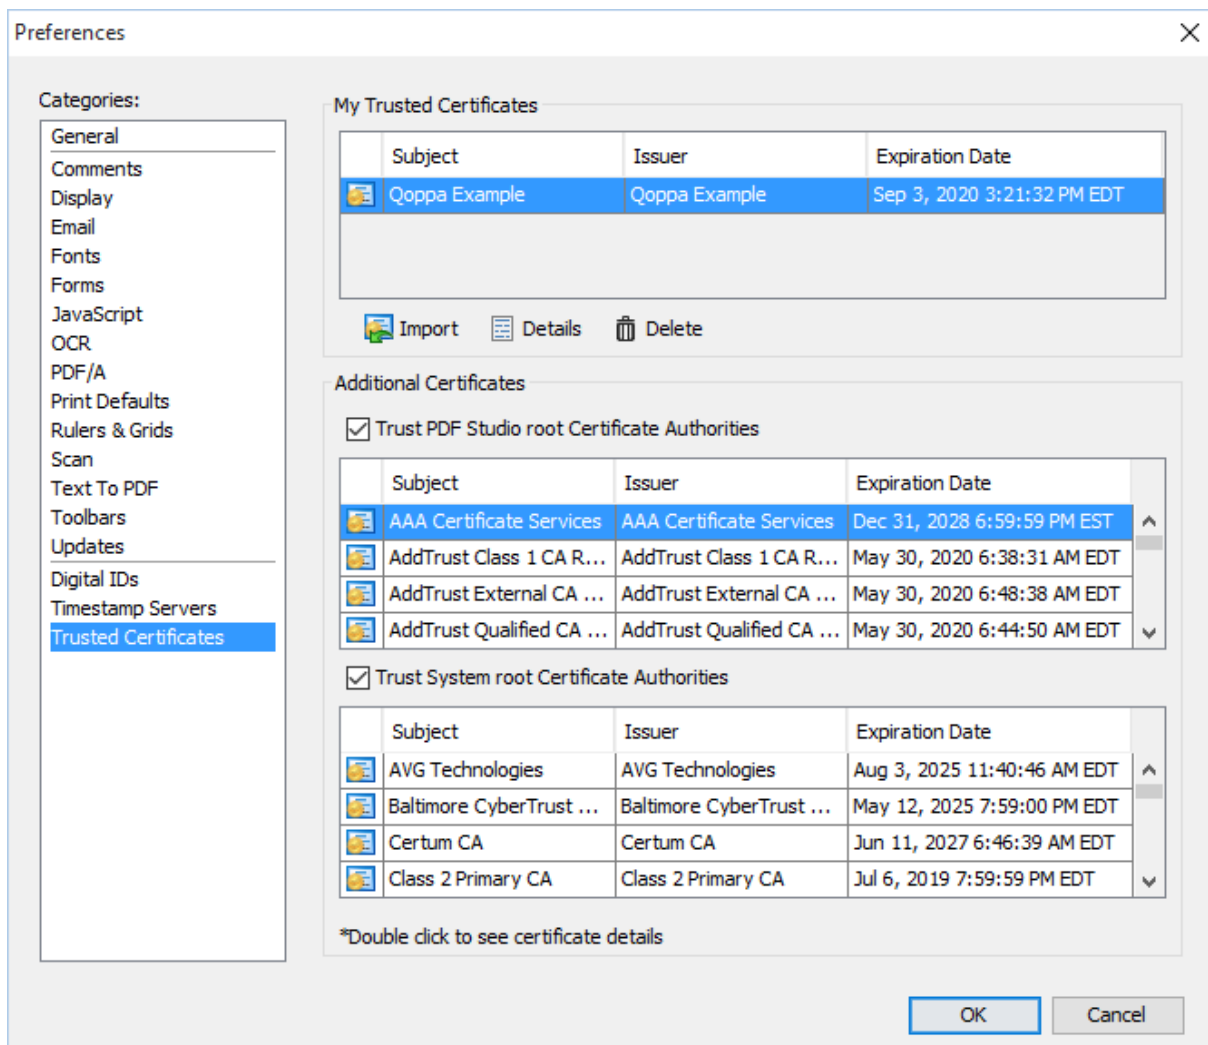 Preferences
Categories:
General
Comments
Display
Email
Fonts
Forms
JavaScript
OCR
PDF/A
Print Defaults
Rulers & Grids
Scan
Text To PDF
Toolbars
Updates
Digital IDs
Timestamp Servers
Trusted Certificates
My Trusted Certificates
Subject Issuer Expiration Date
Qoppa Example Qoppa Example Sep 3, 2020 3:21:32 PM EDT
Import Details Delete
Additional Certificates
Trust PDF Studio root Certificate Authorities
Subject Issuer Expiration Date
AAA Certificate Services AAA Certificate Services Dec 31, 2028 6:59:59 PM EST
AddTrust Class 1 CA R... AddTrust Class 1 CA R... May 30, 2020 6:38:31 AM EDT
AddTrust External CA ... AddTrust External CA ... May 30, 2020 6:48:38 AM EDT
AddTrust Qualified CA ... AddTrust Qualified CA ... May 30, 2020 6:44:50 AM EDT
Trust System root Certificate Authorities
Subject Issuer Expiration Date
AVG Technologies AVG Technologies Aug 3, 2025 11:40:46 AM EDT
Baltimore CyberTrust ... Baltimore CyberTrust ... May 12, 2025 7:59:00 PM EDT
Certum CA Certum CA Jun 11, 2027 6:46:39 AM EDT
Class 2 Primary CA Class 2 Primary CA Jul 6, 2019 7:59:59 PM EDT
*Double click to see certificate details
OK Cancel